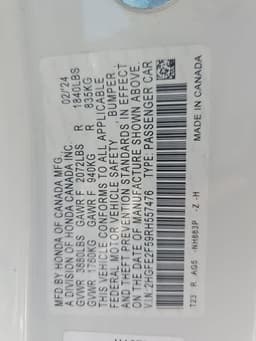 MFD. BY HONDA OF CANADA MFG., 02/'24
A DIVISION OF HONDA CANADA INC.
GVWR 3880LBS GAWR F 2072LBS R 1840LBS
GVWR 1760KG GAWR F 940KG R 835KG
THIS VEHICLE CONFORMS TO ALL APPLICABLE
FEDERAL MOTOR VEHICLE SAFETY, BUMPER,
AND THEFT PREVENTION STANDARDS IN EFFECT
ON THE DATE OF MANUFACTURE SHOWN ABOVE.
V.I.N. 2HGFE2F59RH557476 TYPE: PASSENGER CAR
T23 R AG5 -NH883P -Z -H MADE IN CANADA